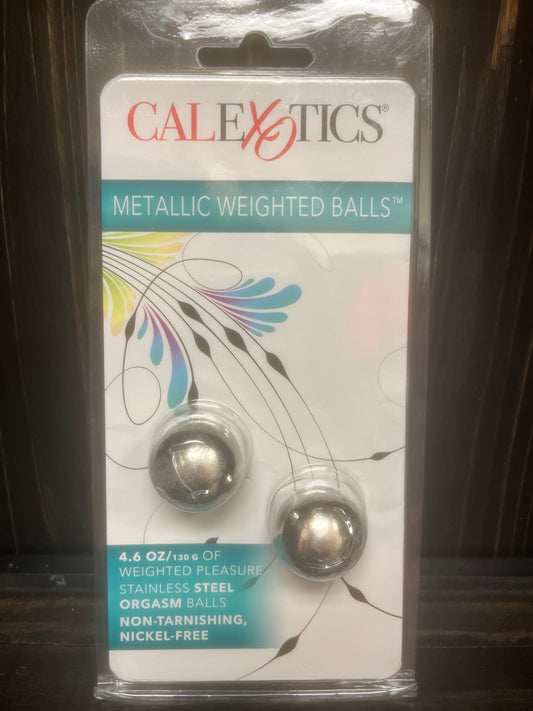 CALEXOTICS®
METALLIC WEIGHTED BALLS™
4.6 OZ/130 G OF
WEIGHTED PLEASURE
STAINLESS STEEL
ORGASM BALLS
NON-TARNISHING,
NICKEL-FREE